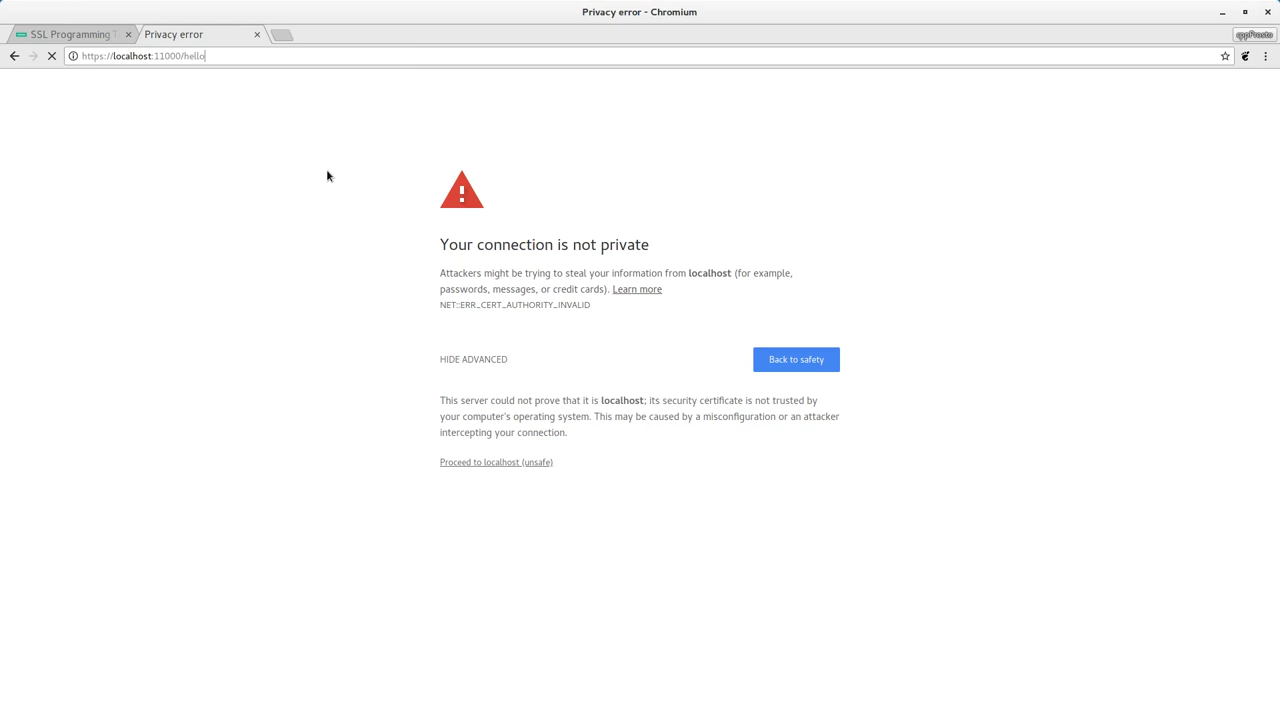 Privacy error - Chromium
SSL Programming T
Privacy error
cppProsto
https://localhost:11000/hello
Your connection is not private
Attackers might be trying to steal your information from localhost (for example,
passwords, messages, or credit cards). Learn more
NET::ERR_CERT_AUTHORITY_INVALID
HIDE ADVANCED
Back to safety
This server could not prove that it is localhost; its security certificate is not trusted by
your computer's operating system. This may be caused by a misconfiguration or an attacker
intercepting your connection.
Proceed to localhost (unsafe)